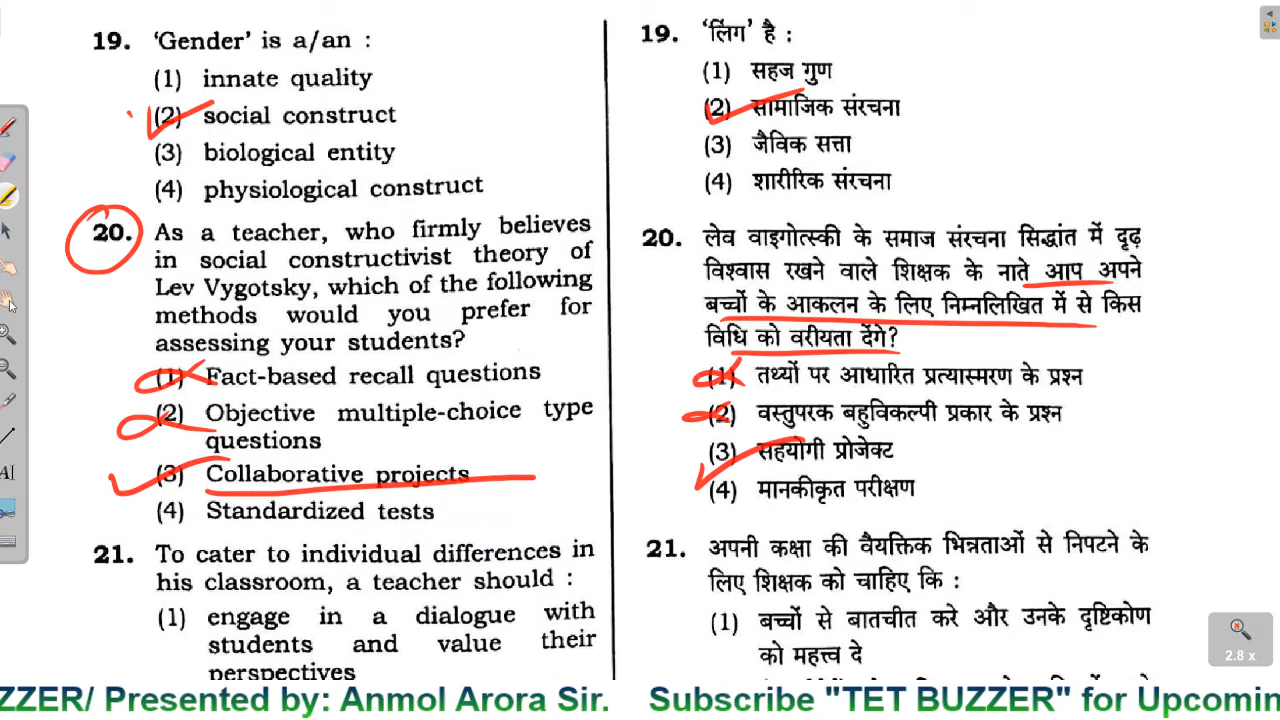 19. 'Gender' is a/an :
(1) innate quality
(2) social construct
(3) biological entity
(4) physiological construct
20. As a teacher, who firmly believes
in social constructivist theory of
Lev Vygotsky, which of the following
methods would you prefer for
assessing your students?
(1) Fact-based recall questions
(2) Objective multiple-choice type
questions
(3) Collaborative projects
(4) Standardized tests
21. To cater to individual differences in
his classroom, a teacher should :
(1) engage in a dialogue with
students and value their
perspectives
19. 'लिंग' है :
(1) सहज गुण
(2) सामाजिक संरचना
(3) जैविक सत्ता
(4) शारीरिक संरचना
20. लेव वाइगोत्स्की के समाज संरचना सिद्धांत में दृढ़
विश्वास रखने वाले शिक्षक के नाते आप अपने
बच्चों के आकलन के लिए निम्नलिखित में से किस
विधि को वरीयता देंगे?
(1) तथ्यों पर आधारित प्रत्यास्मरण के प्रश्न
(2) वस्तुपरक बहुविकल्पी प्रकार के प्रश्न
(3) सहयोगी प्रोजेक्ट
(4) मानकीकृत परीक्षण
21. अपनी कक्षा की वैयक्तिक भिन्नताओं से निपटने के
लिए शिक्षक को चाहिए कि :
(1) बच्चों से बातचीत करे और उनके दृष्टिकोण
को महत्त्व दे
AI
2.8 x
UZZER/ Presented by: Anmol Arora Sir. Subscribe "TET BUZZER" for Upcomin